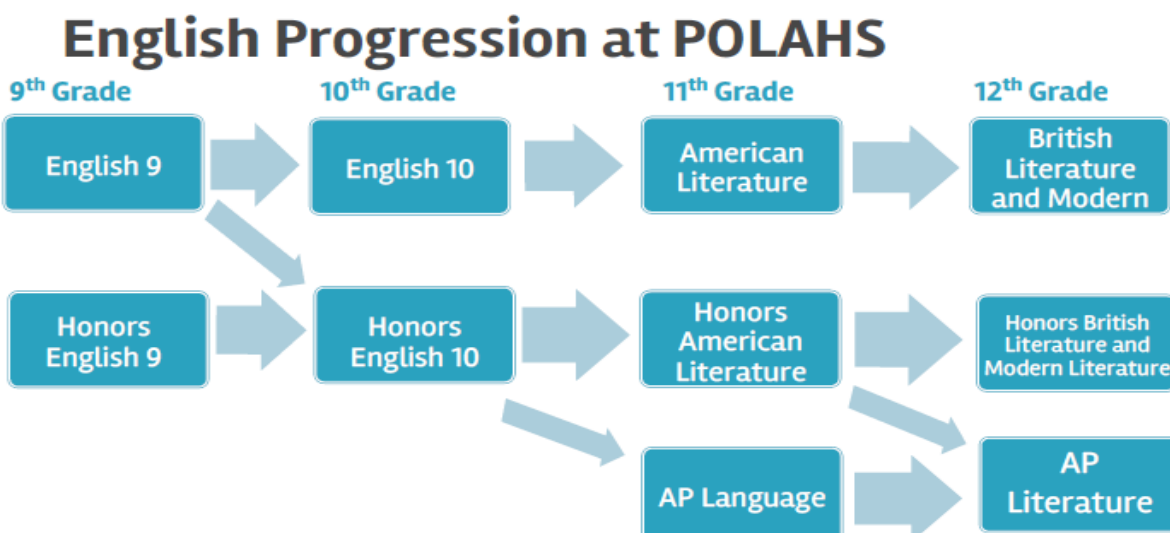 English Progression at POLAHS
9th Grade
10th Grade
11th Grade
12th Grade
English 9
English 10
American
Literature
British
Literature
and Modern
Honors
English 9
Honors
English 10
Honors
American
Literature
Honors British
Literature and
Modern Literature
AP Language
AP
Literature